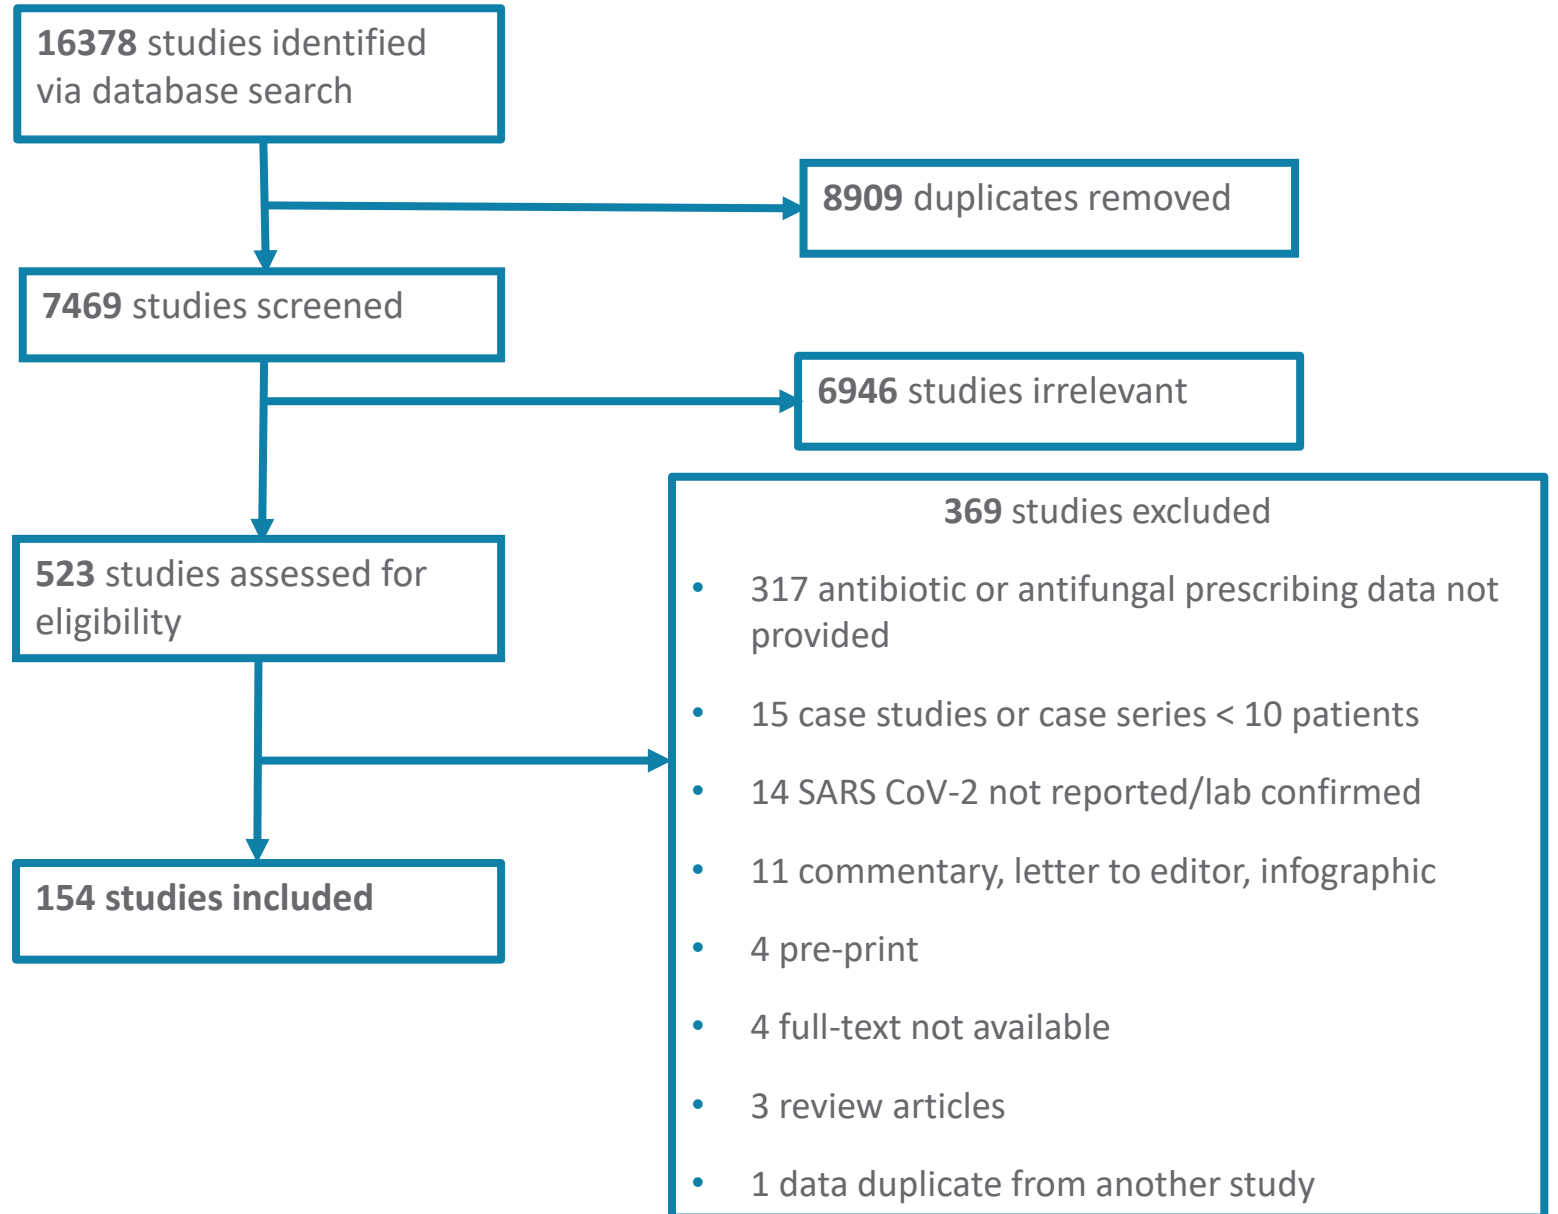 16378 studies identified
via database search
8909 duplicates removed
7469 studies screened
6946 studies irrelevant
523 studies assessed for
eligibility
369 studies excluded
• 317 antibiotic or antifungal prescribing data not
provided
• 15 case studies or case series < 10 patients
• 14 SARS CoV-2 not reported/lab confirmed
• 11 commentary, letter to editor, infographic
• 4 pre-print
• 4 full-text not available
• 3 review articles
• 1 data duplicate from another study
154 studies included